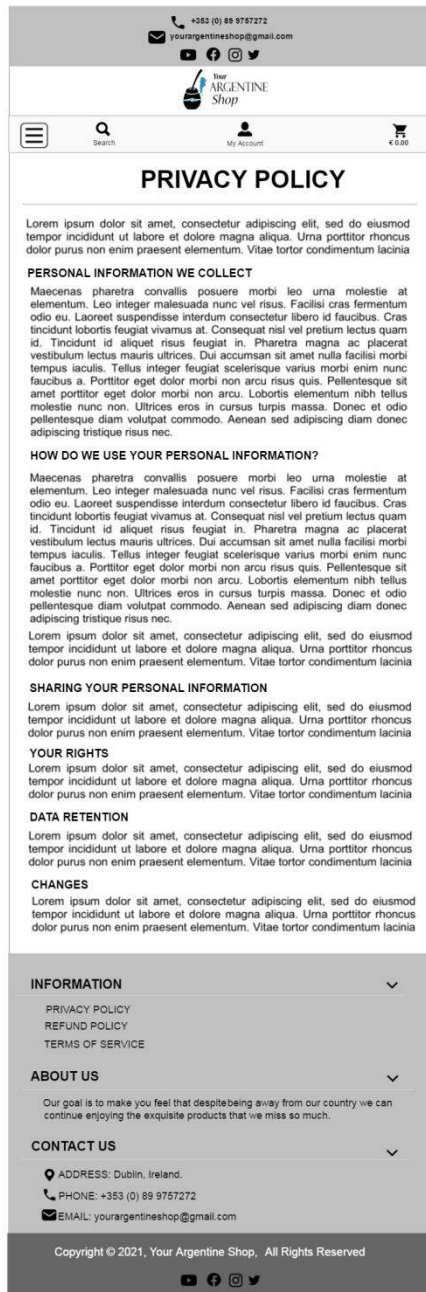 +353 (0) 89 9757272
yourargentineshop@gmail.com
Your
ARGENTINE
Shop
Search
My Account
€ 0.00
PRIVACY POLICY
Lorem ipsum dolor sit amet, consectetur adipiscing elit, sed do eiusmod
tempor incididunt ut labore et dolore magna aliqua. Urna porttitor rhoncus
dolor purus non enim praesent elementum. Vitae tortor condimentum lacinia
PERSONAL INFORMATION WE COLLECT
Maecenas pharetra convallis posuere morbi leo urna molestie at
elementum. Leo integer malesuada nunc vel risus. Facilisi cras fermentum
odio eu. Laoreet suspendisse interdum consectetur libero id faucibus. Cras
tincidunt lobortis feugiat vivamus at. Consequat nisl vel pretium lectus quam
id. Tincidunt id aliquet risus feugiat in. Pharetra magna ac placerat
vestibulum lectus mauris ultrices. Dui accumsan sit amet nulla facilisi morbi
tempus iaculis. Tellus integer feugiat scelerisque varius morbi enim nunc
faucibus a. Porttitor eget dolor morbi non arcu risus quis. Pellentesque sit
amet porttitor eget dolor morbi non arcu. Lobortis elementum nibh tellus
molestie nunc non. Ultrices eros in cursus turpis massa. Donec et odio
pellentesque diam volutpat commodo. Aenean sed adipiscing diam donec
adipiscing tristique risus nec.
HOW DO WE USE YOUR PERSONAL INFORMATION?
Maecenas pharetra convallis posuere morbi leo urna molestie at
elementum. Leo integer malesuada nunc vel risus. Facilisi cras fermentum
odio eu. Laoreet suspendisse interdum consectetur libero id faucibus. Cras
tincidunt lobortis feugiat vivamus at. Consequat nisl vel pretium lectus quam
id. Tincidunt id aliquet risus feugiat in. Pharetra magna ac placerat
vestibulum lectus mauris ultrices. Dui accumsan sit amet nulla facilisi morbi
tempus iaculis. Tellus integer feugiat scelerisque varius morbi enim nunc
faucibus a. Porttitor eget dolor morbi non arcu risus quis. Pellentesque sit
amet porttitor eget dolor morbi non arcu. Lobortis elementum nibh tellus
molestie nunc non. Ultrices eros in cursus turpis massa. Donec et odio
pellentesque diam volutpat commodo. Aenean sed adipiscing diam donec
adipiscing tristique risus nec.
Lorem ipsum dolor sit amet, consectetur adipiscing elit, sed do eiusmod
tempor incididunt ut labore et dolore magna aliqua. Urna porttitor rhoncus
dolor purus non enim praesent elementum. Vitae tortor condimentum lacinia
SHARING YOUR PERSONAL INFORMATION
Lorem ipsum dolor sit amet, consectetur adipiscing elit, sed do eiusmod
tempor incididunt ut labore et dolore magna aliqua. Urna porttitor rhoncus
dolor purus non enim praesent elementum. Vitae tortor condimentum lacinia
YOUR RIGHTS
Lorem ipsum dolor sit amet, consectetur adipiscing elit, sed do eiusmod
tempor incididunt ut labore et dolore magna aliqua. Urna porttitor rhoncus
dolor purus non enim praesent elementum. Vitae tortor condimentum lacinia
DATA RETENTION
Lorem ipsum dolor sit amet, consectetur adipiscing elit, sed do eiusmod
tempor incididunt ut labore et dolore magna aliqua. Urna porttitor rhoncus
dolor purus non enim praesent elementum. Vitae tortor condimentum lacinia
CHANGES
Lorem ipsum dolor sit amet, consectetur adipiscing elit, sed do eiusmod
tempor incididunt ut labore et dolore magna aliqua. Urna porttitor rhoncus
dolor purus non enim praesent elementum. Vitae tortor condimentum lacinia
INFORMATION
PRIVACY POLICY
REFUND POLICY
TERMS OF SERVICE
ABOUT US
Our goal is to make you feel that despitebeing away from our country we can
continue enjoying the exquisite products that we miss so much.
CONTACT US
ADDRESS: Dublin, Ireland.
PHONE: +353 (0) 89 9757272
EMAIL: yourargentineshop@gmail.com
Copyright © 2021, Your Argentine Shop, All Rights Reserved